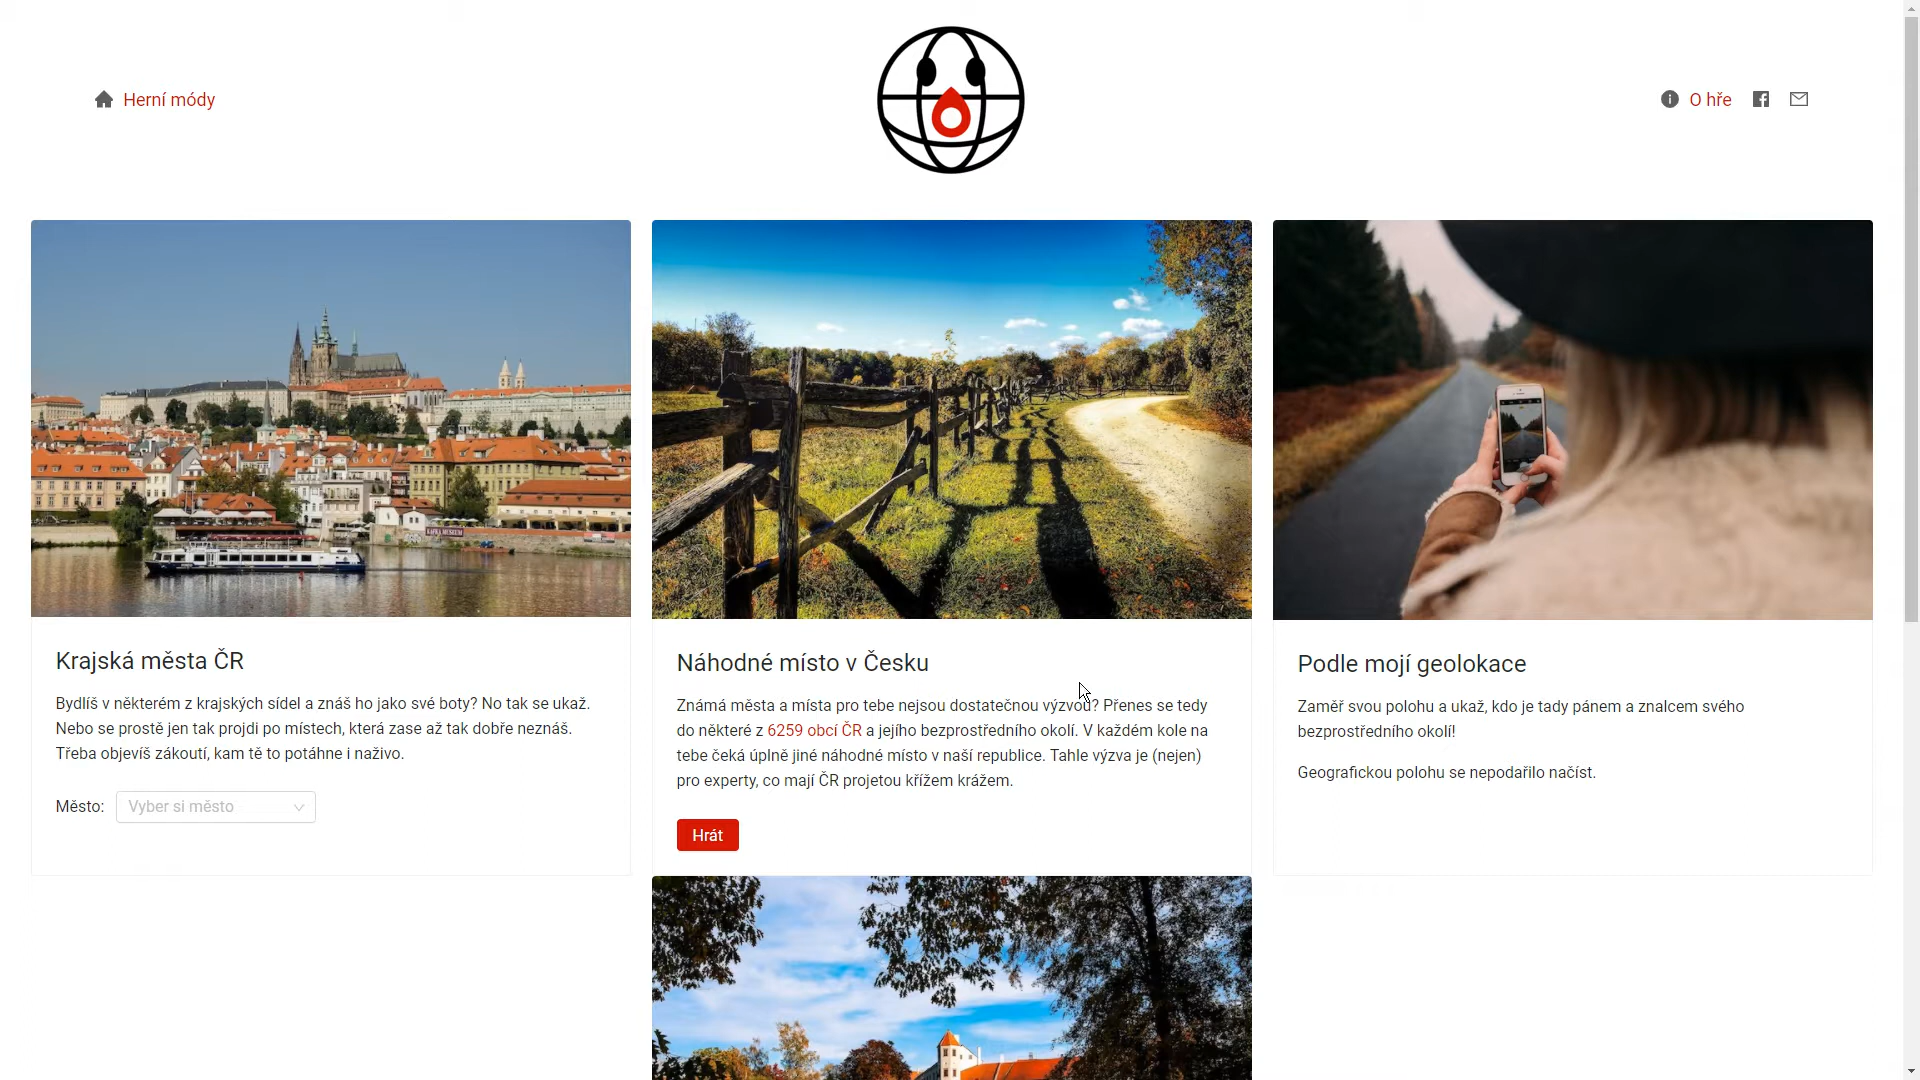 Herní módy
O hře
KAFKA MUSEUM
Krajská města ČR
Bydlíš v některém z krajských sídel a znáš ho jako své boty? No tak se ukaž.
Nebo se prostě jen tak projdi po místech, která zase až tak dobře neznáš.
Třeba objevíš zákoutí, kam tě to potáhne i naživo.
Město:
Vyber si město
Náhodné místo v Česku
Známá města a místa pro tebe nejsou dostatečnou výzvou? Přenes se tedy
do některé z 6259 obcí ČR a jejího bezprostředního okolí. V každém kole na
tebe čeká úplně jiné náhodné místo v naší republice. Tahle výzva je (nejen)
pro experty, co mají ČR projetou křížem krážem.
Hrát
Podle mojí geolokace
Zaměř svou polohu a ukaž, kdo je tady pánem a znalcem svého
bezprostředního okolí!
Geografickou polohu se nepodařilo načíst.